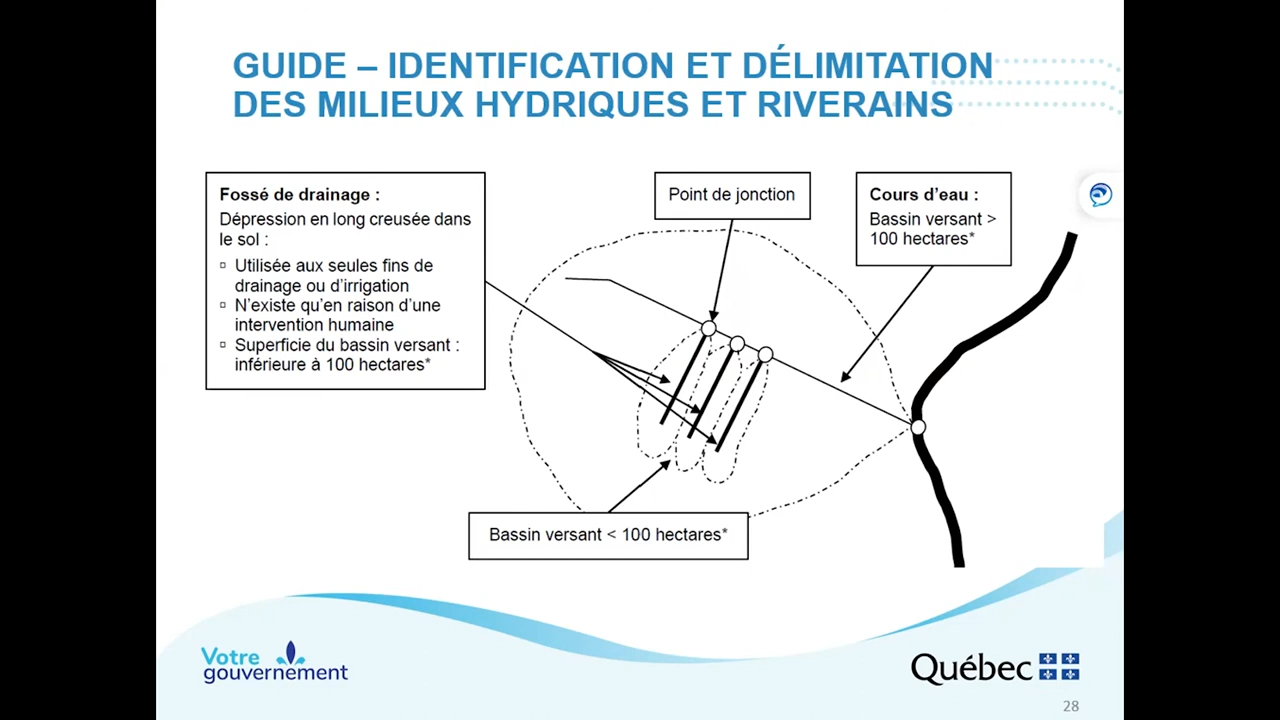 GUIDE – IDENTIFICATION ET DÉLIMITATION
DES MILIEUX HYDRIQUES ET RIVERAINS
Fossé de drainage :
Dépression en long creusée dans
le sol :
▫ Utilisée aux seules fins de
drainage ou d’irrigation
▫ N’existe qu’en raison d’une
intervention humaine
▫ Superficie du bassin versant :
inférieure à 100 hectares*
Point de jonction
Cours d’eau :
Bassin versant >
100 hectares*
Bassin versant < 100 hectares*
Votre
gouvernement
Québec
28